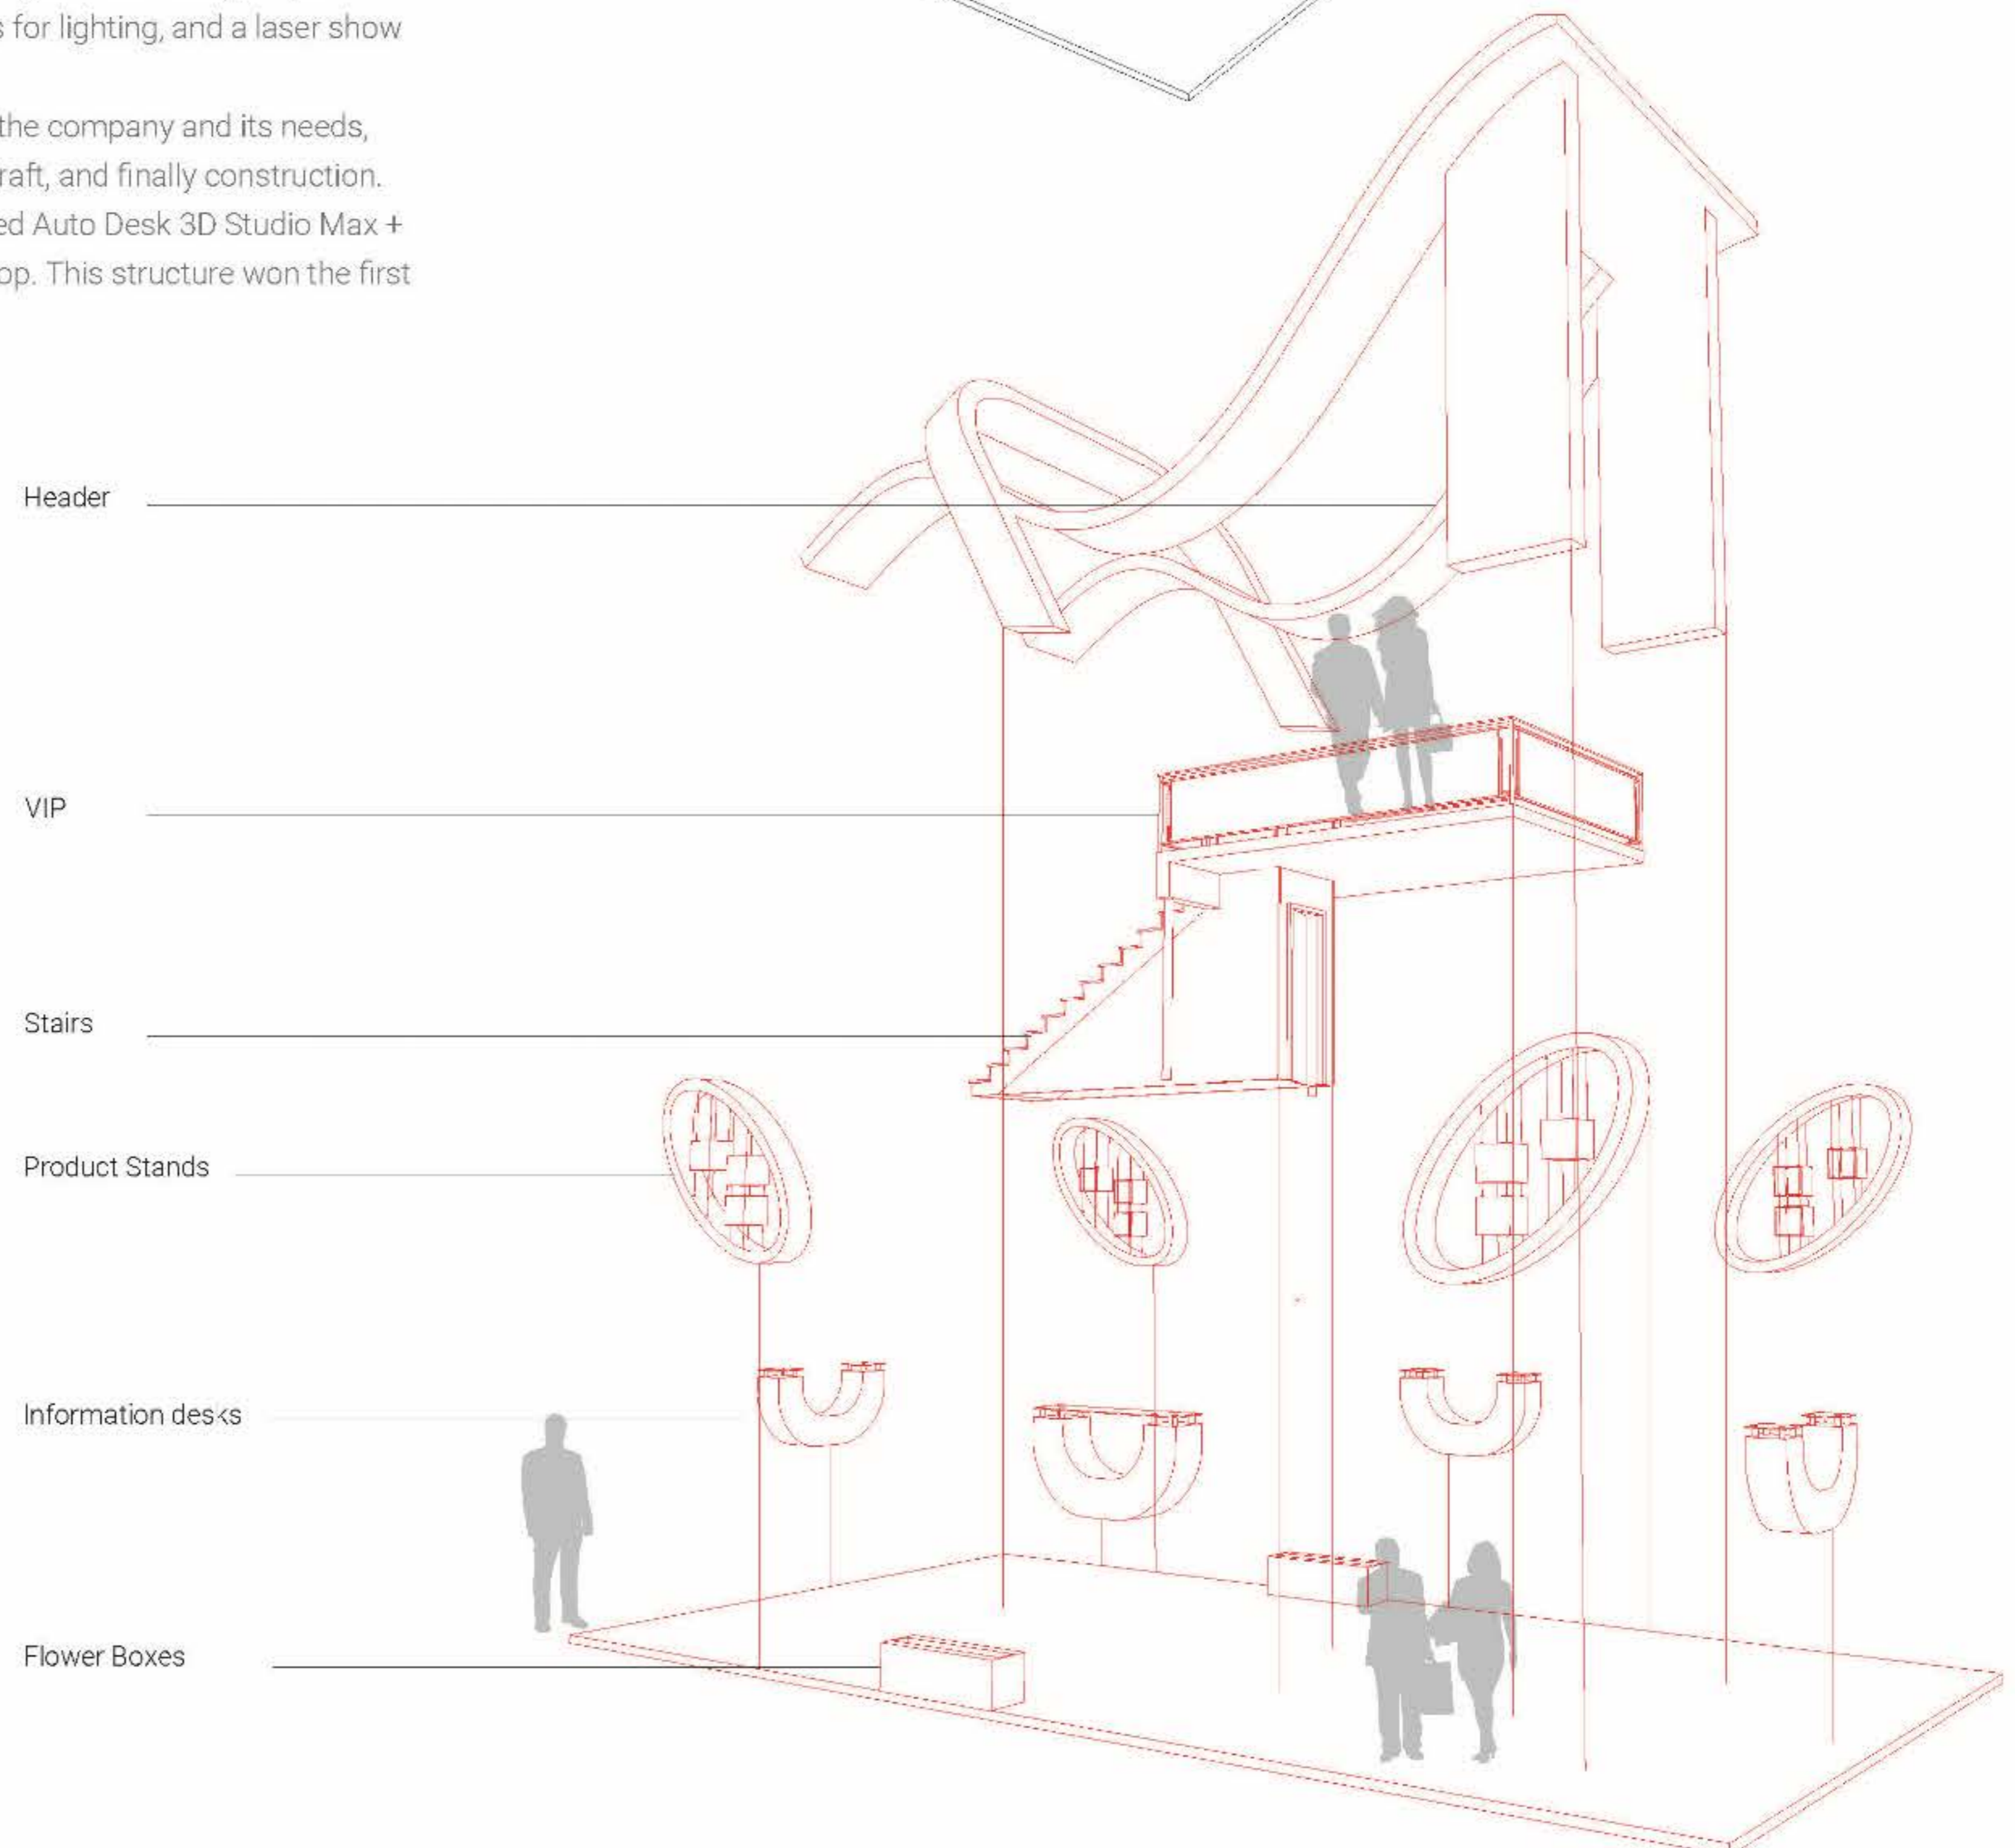 s for lighting, and a laser show
the company and its needs,
raft, and finally construction.
ed Auto Desk 3D Studio Max +
op. This structure won the first
Header
VIP
Stairs
Product Stands
Information desks
Flower Boxes